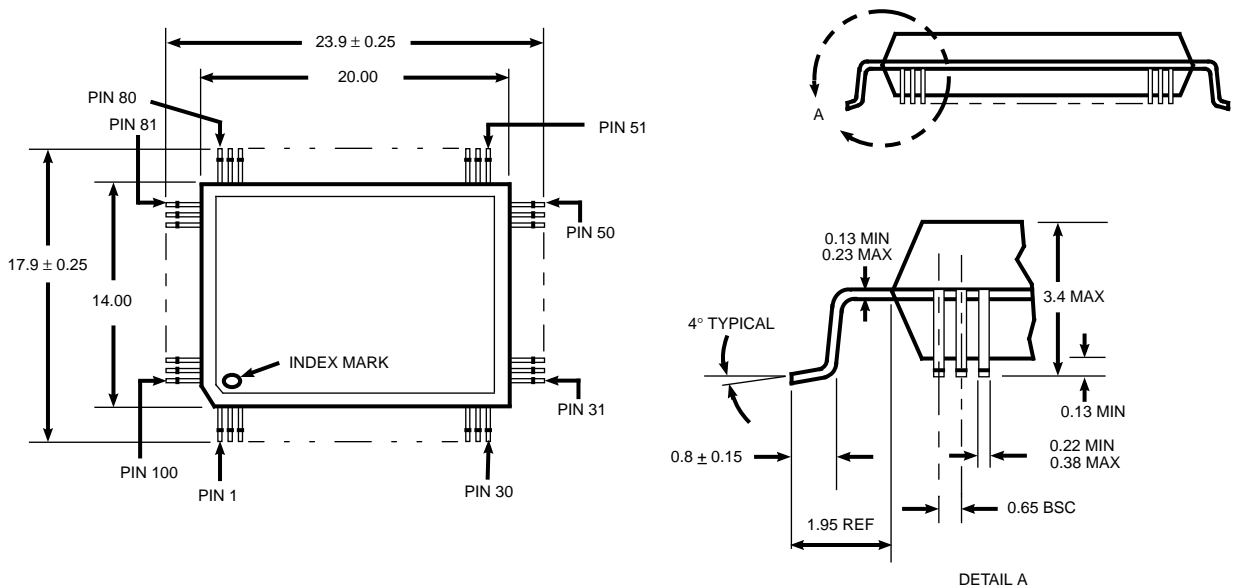 23.9 ± 0.25
20.00
PIN 80
PIN 81
PIN 51
PIN 50
17.9 ± 0.25
14.00
INDEX MARK
PIN 31
PIN 100
PIN 1
PIN 30
A
0.13 MIN
0.23 MAX
3.4 MAX
4° TYPICAL
0.13 MIN
0.22 MIN
0.38 MAX
0.8 ± 0.15
0.65 BSC
1.95 REF
DETAIL A